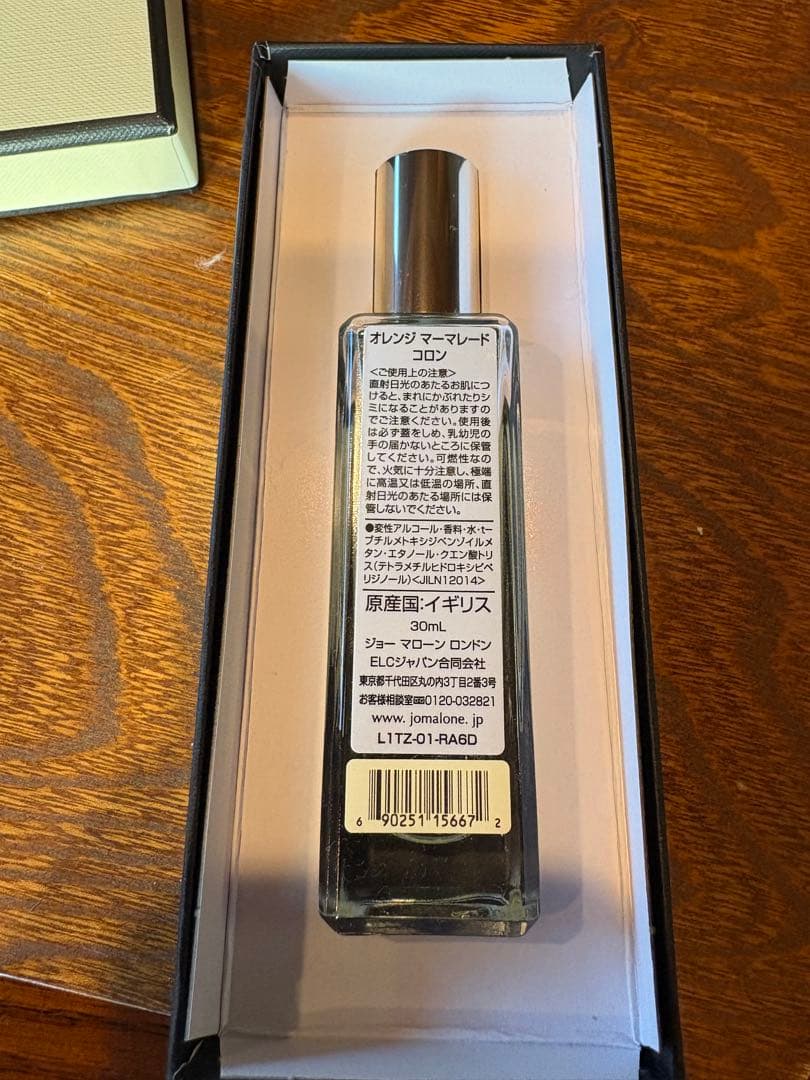 オレンジ マーマレード
コロン
<ご使用上の注意>
直射日光のあたるお肌につ
けると、まれにかぶれたりシ
ミになることがありますの
でご注意ください。使用後
は必ず蓋をしめ、乳幼児の
手の届かないところに保管
してください。可燃性なの
で、火気に十分注意し、極端
に高温又は低温の場所、直
射日光のあたる場所には保
管しないでください。
●変性アルコール・香料・水・t-
ブチルメトキシジベンゾイルメ
タン・エタノール・クエン酸トリ
ス(テトラメチルヒドロキシピペ
リジノール)<JILN12014>
原産国:イギリス
30mL
ジョー マローン ロンドン
ELCジャパン合同会社
東京都千代田区丸の内3丁目2番3号
お客様相談室0120-032821
www. jomalone. jp
L1TZ-01-RA6D
6 90251 15667 2